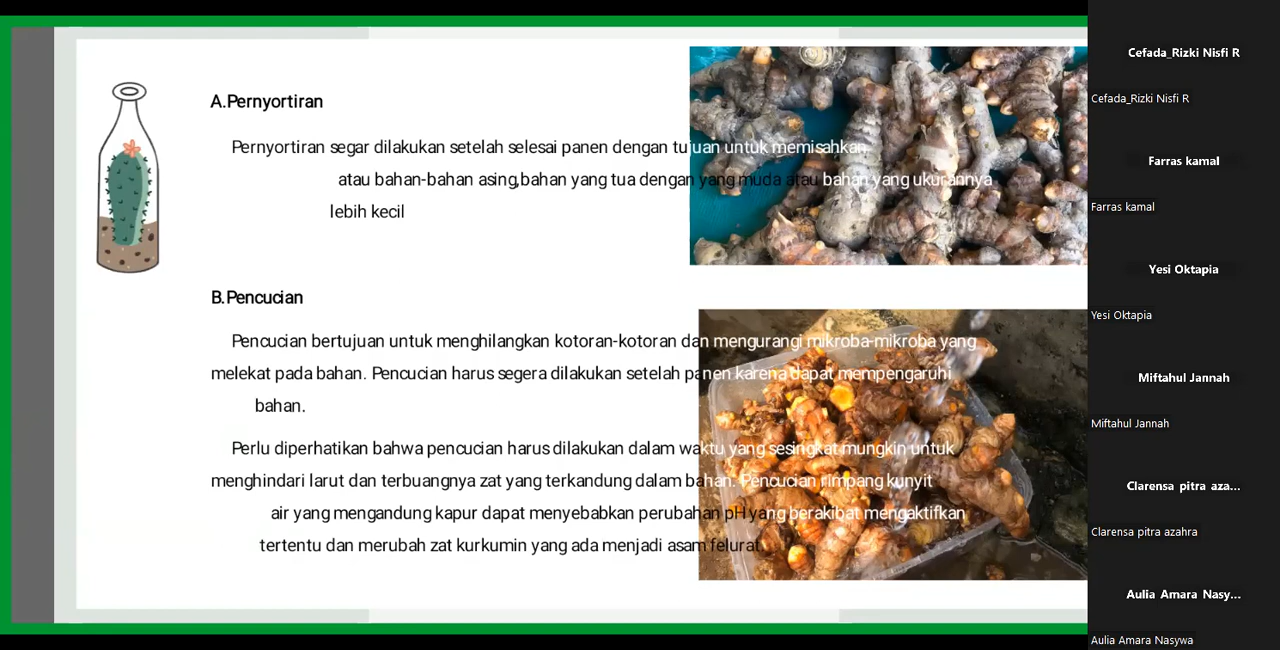 A.Pernyortiran
Pernyortiran segar dilakukan setelah selesai panen dengan tujuan untuk memisahkan
atau bahan-bahan asing,bahan yang tua dengan yang muda atau bahan yang ukurannya
lebih kecil
B.Pencucian
Pencucian bertujuan untuk menghilangkan kotoran-kotoran dan mengurangi mikroba-mikroba yang
melekat pada bahan. Pencucian harus segera dilakukan setelah panen karena dapat mempengaruhi
bahan.
Perlu diperhatikan bahwa pencucian harus dilakukan dalam waktu yang sesingkat mungkin untuk
menghindari larut dan terbuangnya zat yang terkandung dalam bahan. Pencucian rimpang kunyit
air yang mengandung kapur dapat menyebabkan perubahan pH yang berakibat mengaktifkan
tertentu dan merubah zat kurkumin yang ada menjadi asam felurat.
Cefada_Rizki Nisfi R
Cefada_Rizki Nisfi R
Farras kamal
Farras kamal
Yesi Oktapia
Yesi Oktapia
Miftahul Jannah
Miftahul Jannah
Clarensa pitra aza...
Clarensa pitra azahra
Aulia Amara Nasy...
Aulia Amara Nasywa